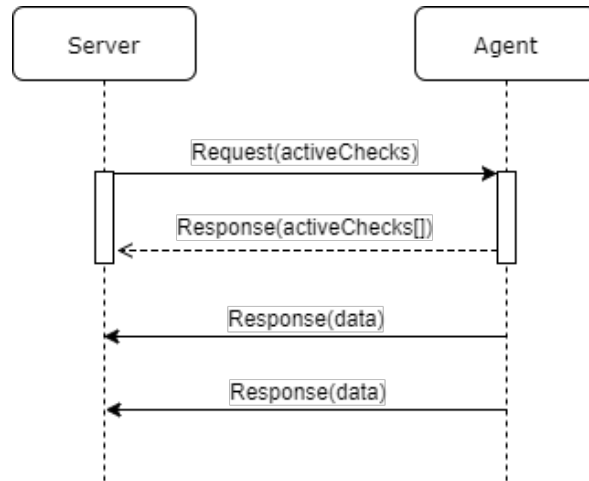 Server
Agent
Request(activeChecks)
Response(activeChecks[])
Response(data)
Response(data)